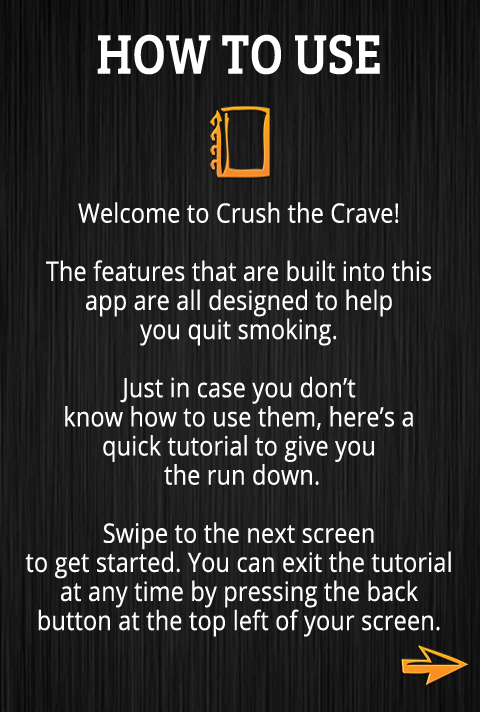 HOW TO USE
Welcome to Crush the Crave!
The features that are built into this
app are all designed to help
you quit smoking.
Just in case you don’t
know how to use them, here’s a
quick tutorial to give you
the run down.
Swipe to the next screen
to get started. You can exit the tutorial
at any time by pressing the back
button at the top left of your screen.